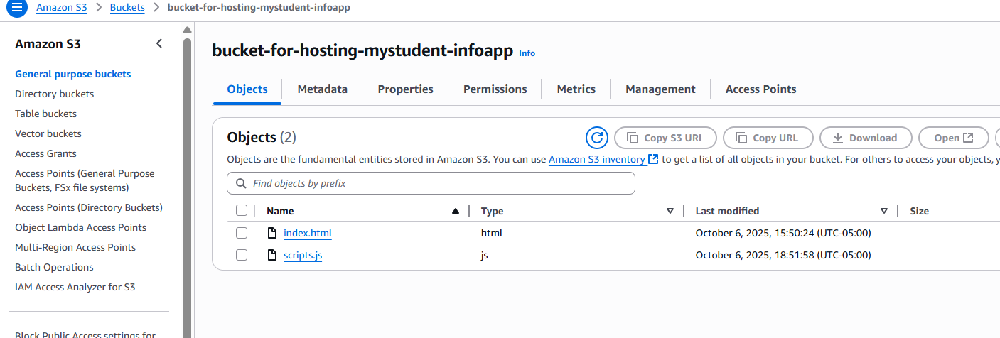 Amazon S3 > Buckets > bucket-for-hosting-mystudent-infoapp
Amazon S3
General purpose buckets
Directory buckets
Table buckets
Vector buckets
Access Grants
Access Points (General Purpose
Buckets, FSx file systems)
Access Points (Directory Buckets)
Object Lambda Access Points
Multi-Region Access Points
Batch Operations
IAM Access Analyzer for S3
Block Public Access settings for
bucket-for-hosting-mystudent-infoapp Info
Objects Metadata Properties Permissions Metrics Management Access Points
Objects (2)
Copy S3 URI Copy URL Download Open
Objects are the fundamental entities stored in Amazon S3. You can use Amazon S3 inventory to get a list of all objects in your bucket. For others to access your objects,
Find objects by prefix
Name Type Last modified Size
index.html html October 6, 2025, 15:50:24 (UTC-05:00)
scripts.js js October 6, 2025, 18:51:58 (UTC-05:00)